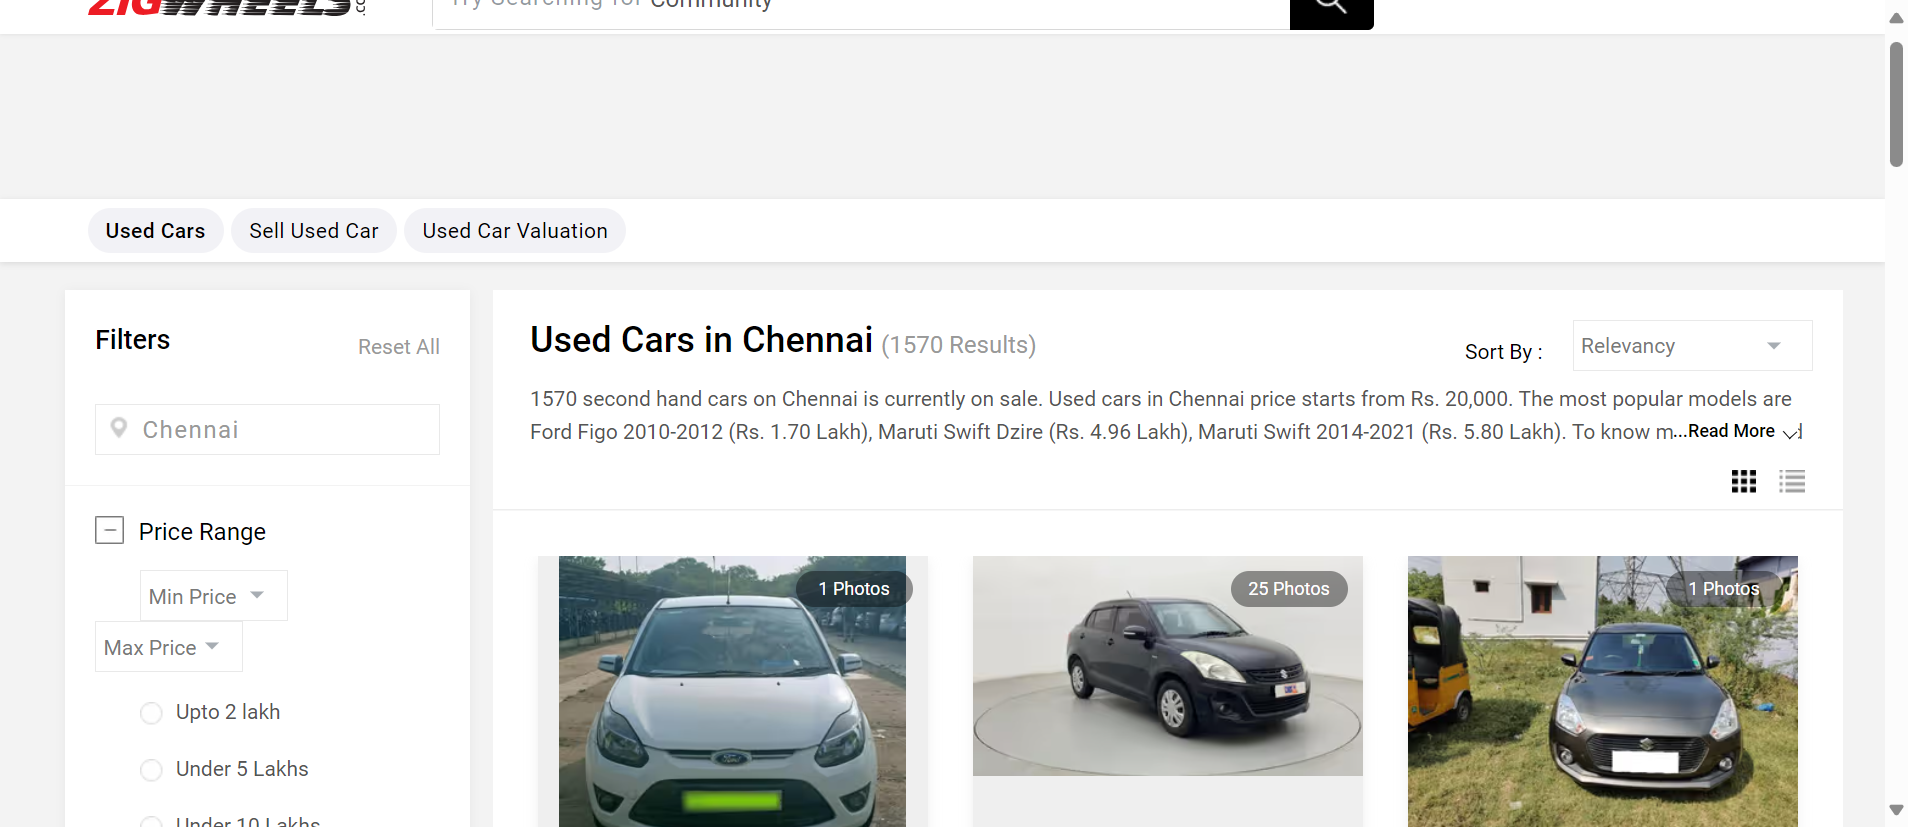 ZIGWHEELS.co
Try Searching for Community
Used Cars
Sell Used Car
Used Car Valuation
Filters
Reset All
Chennai
Price Range
Min Price
Max Price
Upto 2 lakh
Under 5 Lakhs
Under 10 Lakhs
Used Cars in Chennai (1570 Results)
Sort By :
Relevancy
1570 second hand cars on Chennai is currently on sale. Used cars in Chennai price starts from Rs. 20,000. The most popular models are
Ford Figo 2010-2012 (Rs. 1.70 Lakh), Maruti Swift Dzire (Rs. 4.96 Lakh), Maruti Swift 2014-2021 (Rs. 5.80 Lakh). To know m...Read More
1 Photos
25 Photos
1 Photos